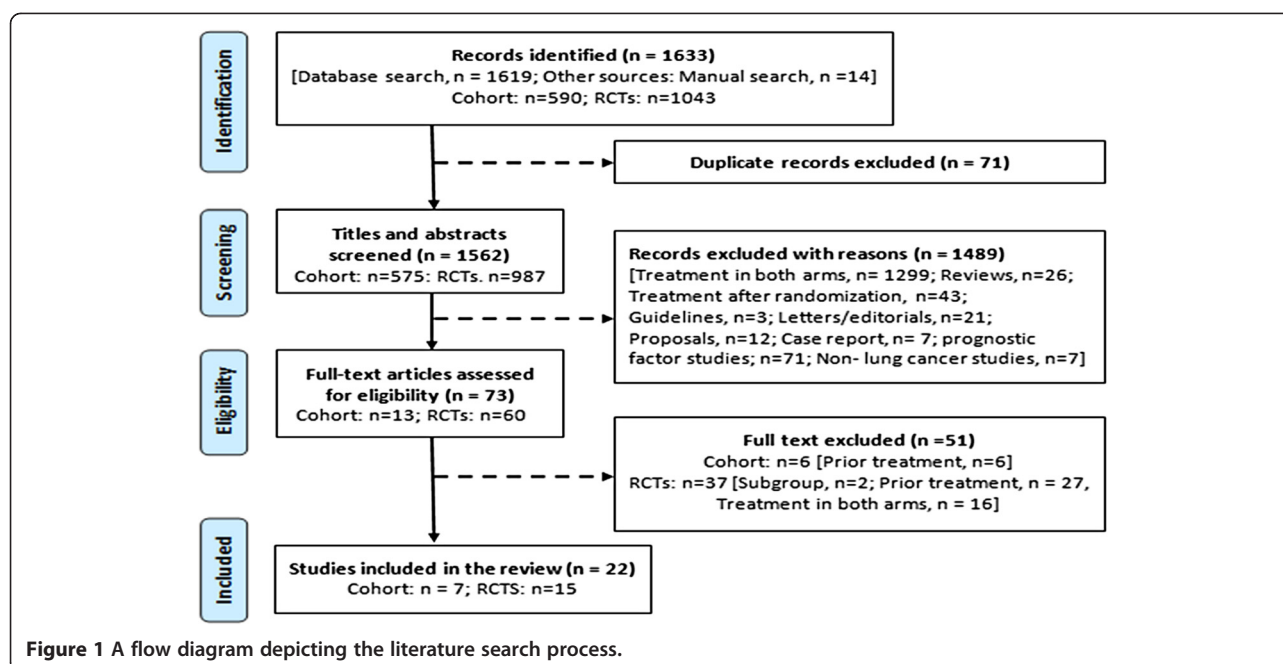 Identification
Records identified (n = 1633)
[Database search, n = 1619; Other sources: Manual search, n =14]
Cohort: n=590; RCTs: n=1043
Duplicate records excluded (n = 71)
Screening
Titles and abstracts
screened (n = 1562)
Cohort: n=575: RCTs. n=987
Records excluded with reasons (n = 1489)
[Treatment in both arms, n= 1299; Reviews, n=26;
Treatment after randomization, n=43;
Guidelines, n=3; Letters/editorials, n=21;
Proposals, n=12; Case report, n= 7; prognostic
factor studies; n=71; Non- lung cancer studies, n=7]
Eligibility
Full-text articles assessed
for eligibility (n = 73)
Cohort: n=13; RCTs: n=60
Full text excluded (n =51)
Cohort: n=6 [Prior treatment, n=6]
RCTs: n=37 [Subgroup, n=2; Prior treatment, n = 27,
Treatment in both arms, n = 16]
Included
Studies included in the review (n = 22)
Cohort: n = 7; RCTS: n=15
Figure 1 A flow diagram depicting the literature search process.